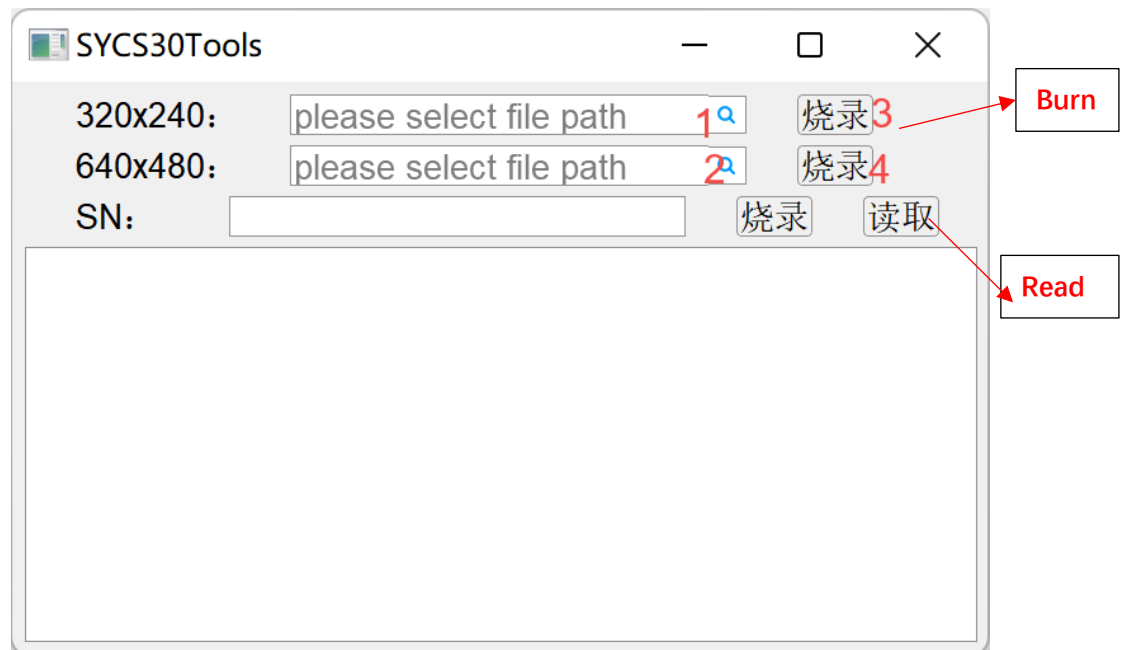 SYCS30Tools
320x240： please select file path 1 烧录 3 Burn
640x480： please select file path 2 烧录 4
SN： 烧录 读取
Read